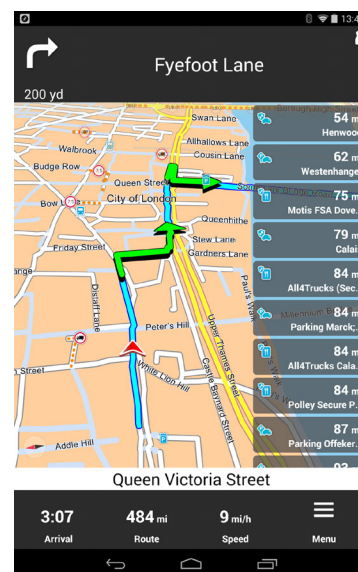 13:4
Fyefoot Lane
200 yd
Swan Lane
Allhallows Lane
Cousin Lane
Walbrook
Budge Row
Queen Street
City of London
Bow
Queenhithe
Stew Lane
Gardners Lane
Friday Street
Distaff Lane
Paul's Walk
Peter's Hill
Upper Thames Street
White Lion Hill
Castle Baynard Street
Addle Hill
54 m
Henwoo
62 m
Westenhange
75 m
Motis FSA Dove.
79 m
Calai
84 m
All4Trucks (Sec.
84 m
Parking Marck;.
84 m
All4Trucks Cala.
84 m
Polley Secure P.
87 m
Parking Offeker.
Queen Victoria Street
3:07
484 mi
9 mi/h
Arrival
Route
Speed
Menu